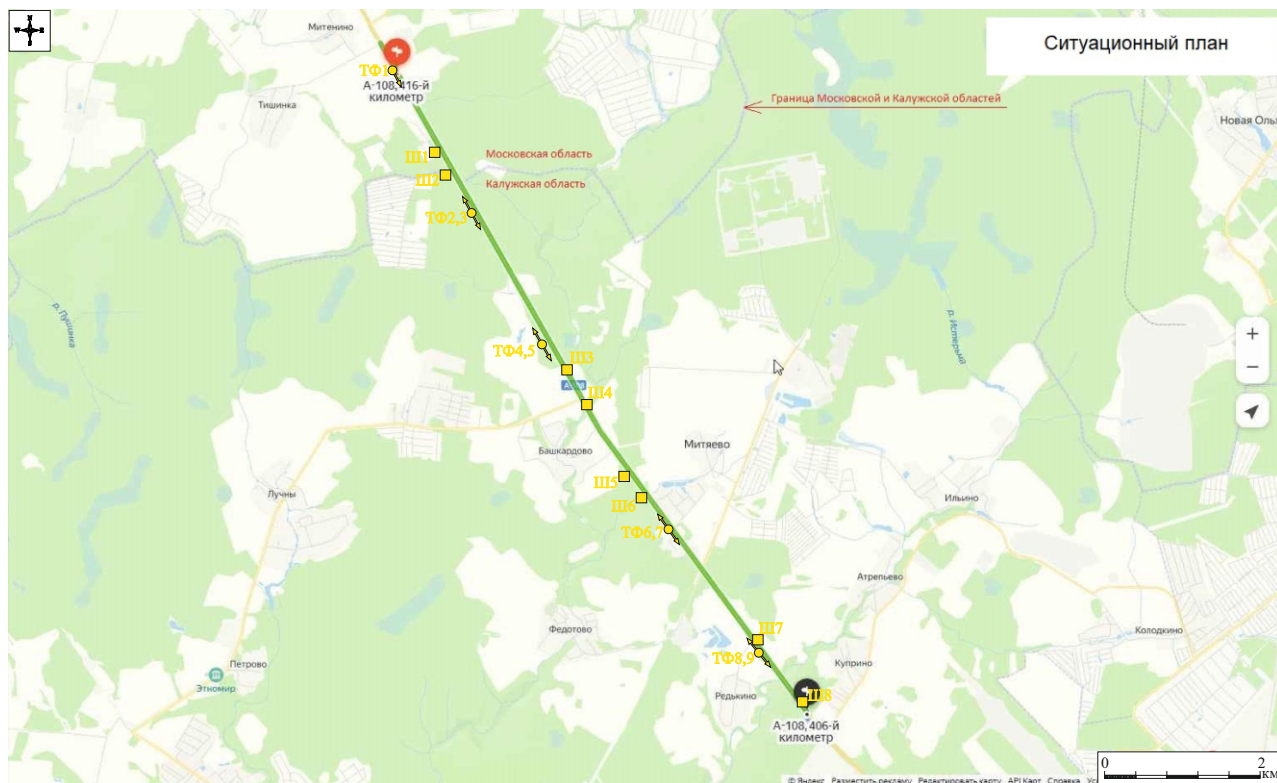 Митенино
Ситуационный план
ТФ1
А-108, 416-й
километр
Тишинка
Граница Московской и Калужской областей
Новая Оль
Ш1
Московская область
Ш2
Калужская область
ТФ2,3
р. Пушинка
р. Истерьма
ТФ4,5
Ш3
Ш4
Башкардово
Митяево
Ш5
Лучны
Ш6
Ильино
ТФ6,7
Атрепьево
Федотово
Ш7
Колодкино
ТФ8,9
Петрово
Куприно
Этномир
Редькино
Ш8
А-108, 406-й
километр
0 2
КМ
© Яндекс Разместить рекламу Редактировать карту API Карт Справка